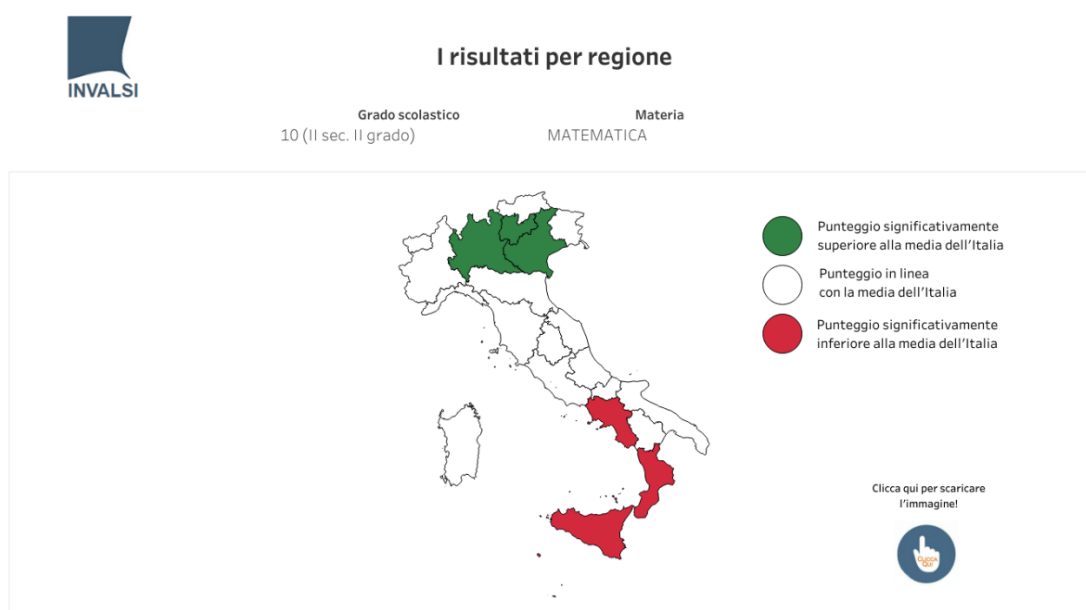 INVALSI
I risultati per regione
Grado scolastico
10 (II sec. II grado)
Materia
MATEMATICA
Punteggio significativamente
superiore alla media dell'Italia
Punteggio in linea
con la media dell'Italia
Punteggio significativamente
inferiore alla media dell'Italia
Clicca qui per scaricare
l'immagine!
CLICCA
QUI